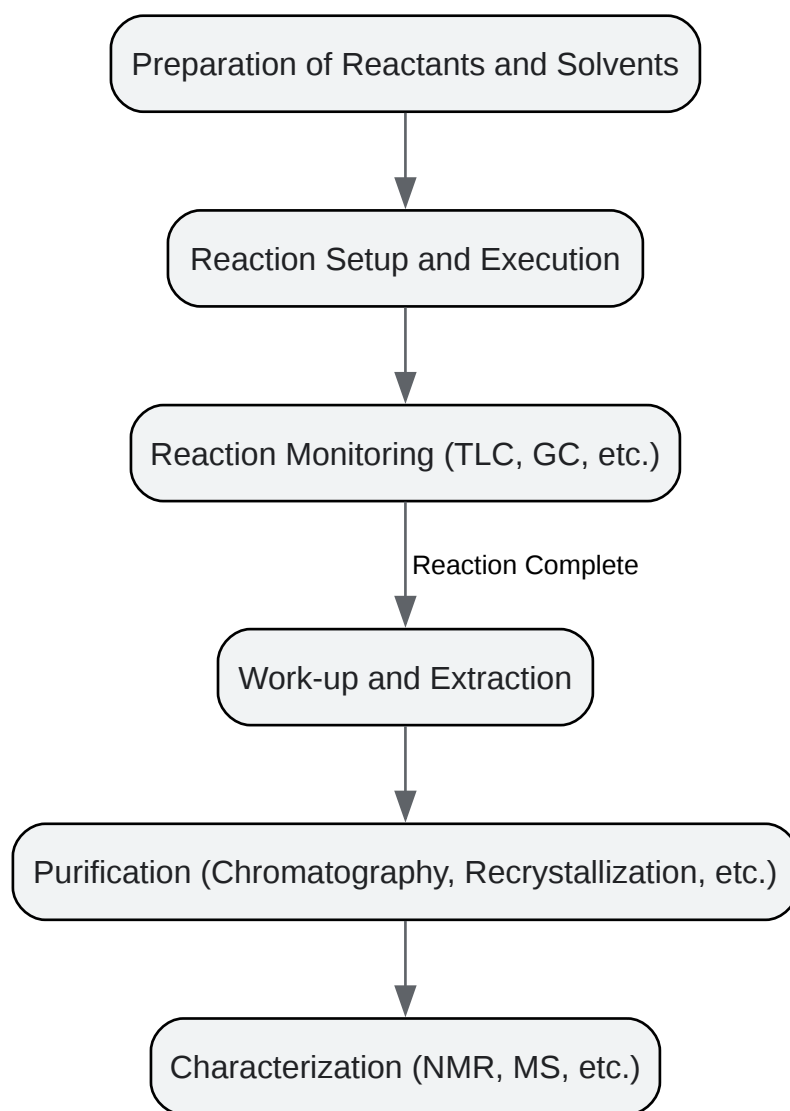 Preparation of Reactants and Solvents
Reaction Setup and Execution
Reaction Monitoring (TLC, GC, etc.)
Reaction Complete
Work-up and Extraction
Purification (Chromatography, Recrystallization, etc.)
Characterization (NMR, MS, etc.)